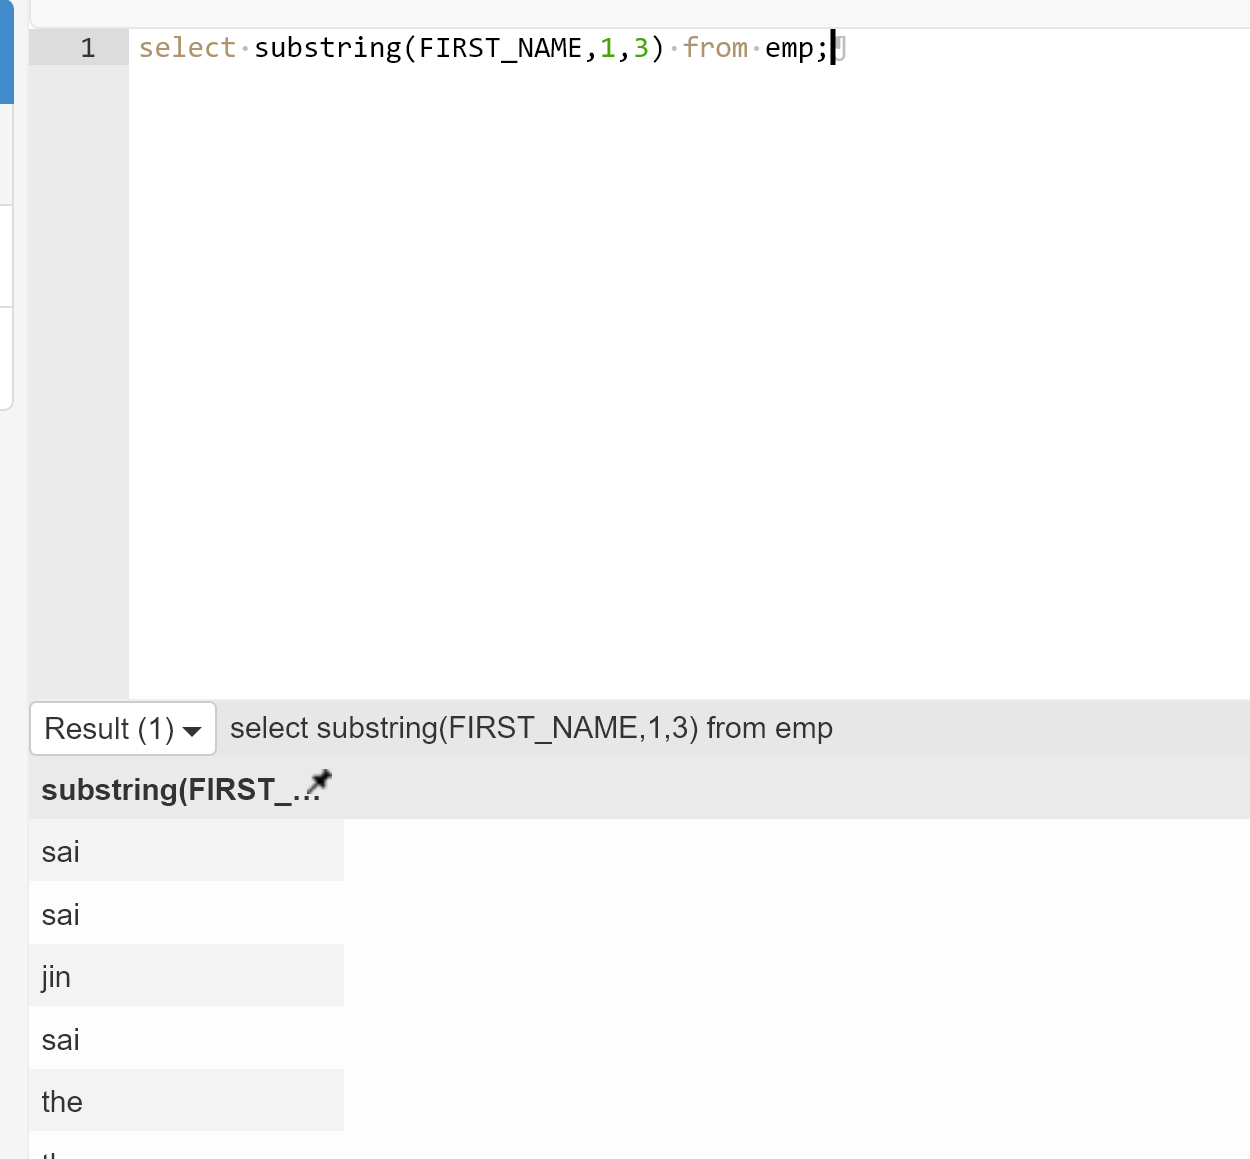 1 select substring(FIRST_NAME,1,3) from emp;
Result (1) select substring(FIRST_NAME,1,3) from emp
substring(FIRST_...
sai
sai
jin
sai
the